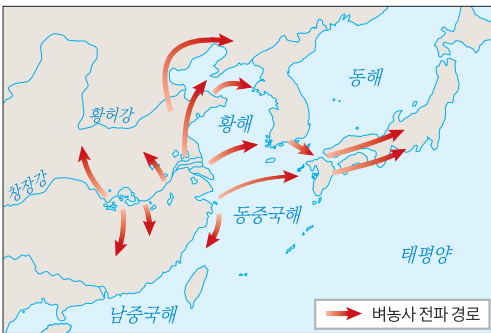 동해
황허강
황해
창장강
동중국해
태평양
남중국해
벼농사 전파 경로